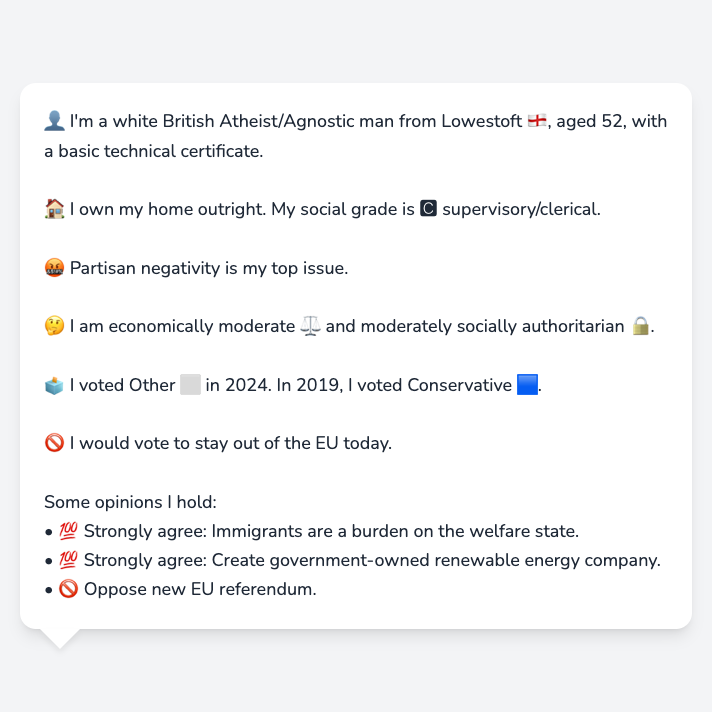 👤 I'm a white British Atheist/Agnostic man from Lowestoft 🏴󠁧󠁢󠁥󠁮󠁧󠁿, aged 52, with
a basic technical certificate.
🏠 I own my home outright. My social grade is 🅲 supervisory/clerical.
🤬 Partisan negativity is my top issue.
🤔 I am economically moderate ⚖️ and moderately socially authoritarian 🔒.
🗳️ I voted Other ⬜ in 2024. In 2019, I voted Conservative 🟦.
🚫 I would vote to stay out of the EU today.
Some opinions I hold:
• 💯 Strongly agree: Immigrants are a burden on the welfare state.
• 💯 Strongly agree: Create government-owned renewable energy company.
• 🚫 Oppose new EU referendum.